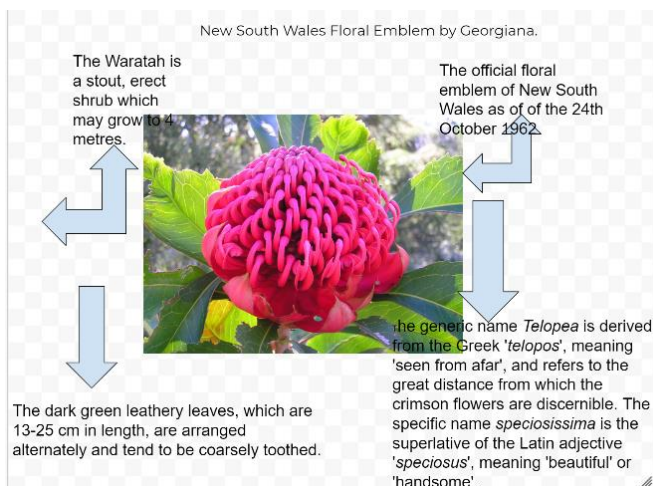 New South Wales Floral Emblem by Georgiana.
The Waratah is
a stout, erect
shrub which
may grow to 4
metres.
The official floral
emblem of New South
Wales as of of the 24th
October 1962.
The dark green leathery leaves, which are
13-25 cm in length, are arranged
alternately and tend to be coarsely toothed.
The generic name Telopea is derived
from the Greek 'telopos', meaning
'seen from afar', and refers to the
great distance from which the
crimson flowers are discernible. The
specific name speciosissima is the
superlative of the Latin adjective
'speciosus', meaning 'beautiful' or
'handsome'